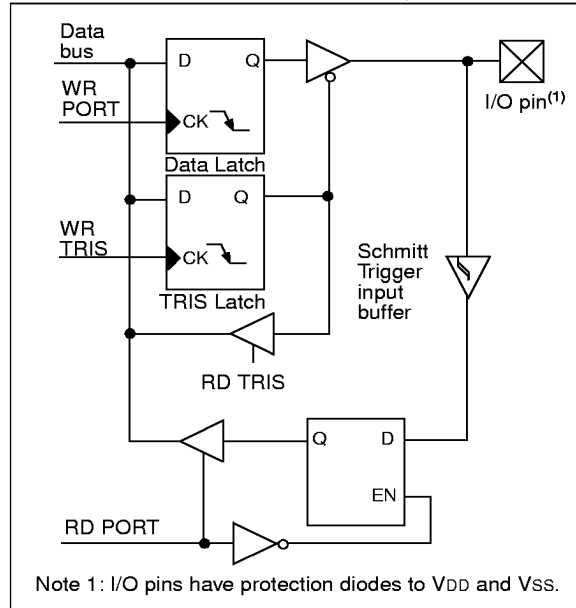 Data
bus
D
Q
WR
PORT
CK
I/O pin(1)
Data Latch
D
Q
WR
TRIS
CK
Schmitt
Trigger
input
buffer
TRIS Latch
RD TRIS
Q
D
EN
RD PORT
Note 1: I/O pins have protection diodes to VDD and VSS.